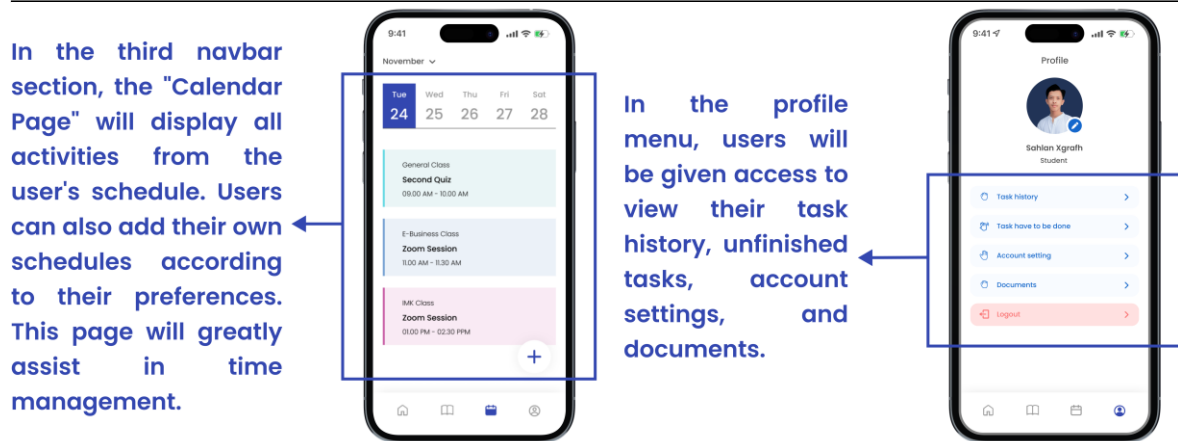 In the third navbar
section, the "Calendar
Page" will display all
activities from the
user's schedule. Users
can also add their own
schedules according
to their preferences.
This page will greatly
assist in time
management.
9:41
November
Tue Wed Thu Fri Sat
24 25 26 27 28
General Class
Second Quiz
09.00 AM - 10.00 AM
E-Business Class
Zoom Session
11.00 AM - 11.30 AM
IMK Class
Zoom Session
01.00 PM - 02.30 PPM
+
In the profile
menu, users will
be given access to
view their task
history, unfinished
tasks, account
settings, and
documents.
9:41
Profile
Sahlan Xgrafh
Student
Task history
Task have to be done
Account setting
Documents
Logout